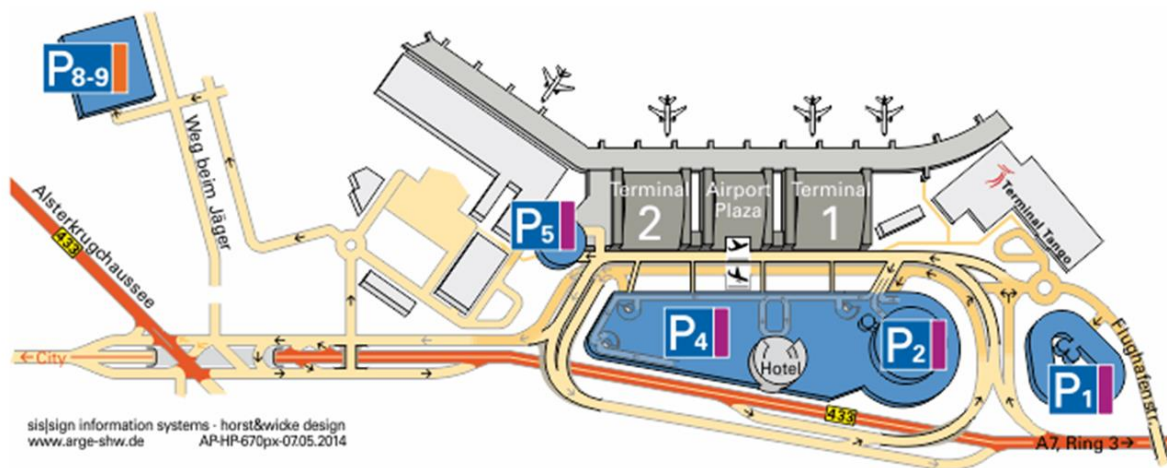 P8-9
Weg beim Jäger
Alsterkrugchaussee
433
P5
Terminal
2
Airport
Plaza
Terminal
1
Terminal Tango
P4
Hotel
P2
P1
Flughafenstr.
City
433
A7, Ring 3
sis|sign information systems - horst&wicke design
www.arge-shw.de AP-HP-670px-07.05.2014